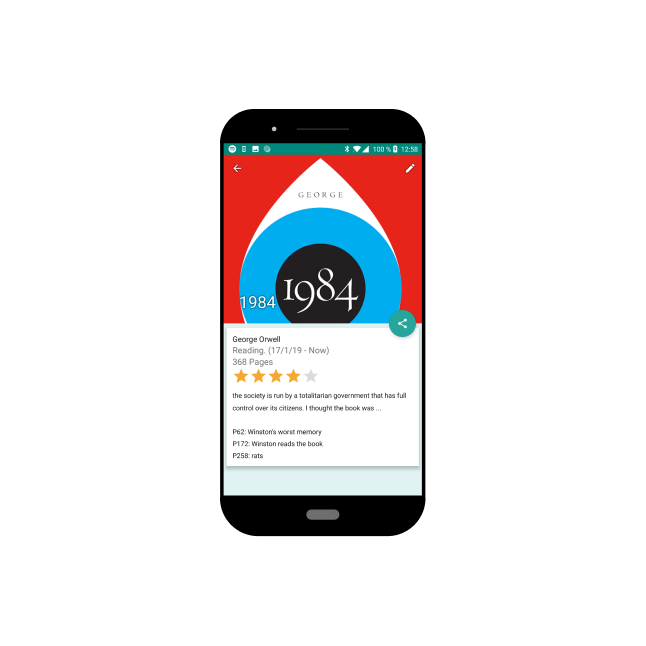 100 % 12:58
GEORGE
1984
1984
George Orwell
Reading. (17/1/19 - Now)
368 Pages
the society is run by a totalitarian government that has full
control over its citizens. I thought the book was ...
P62: Winston's worst memory
P172: Winston reads the book
P258: rats